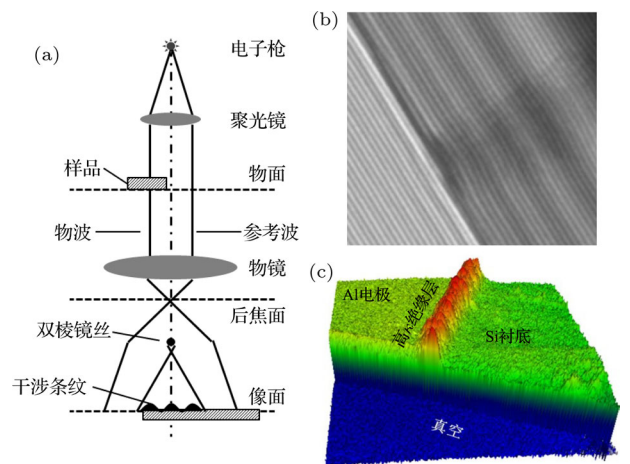 (a)
电子枪
聚光镜
样品
物面
物波
参考波
物镜
后焦面
双棱镜丝
干涉条纹
像面
(b)
(c)
Al电极
高κ绝缘层
Si衬底
真空